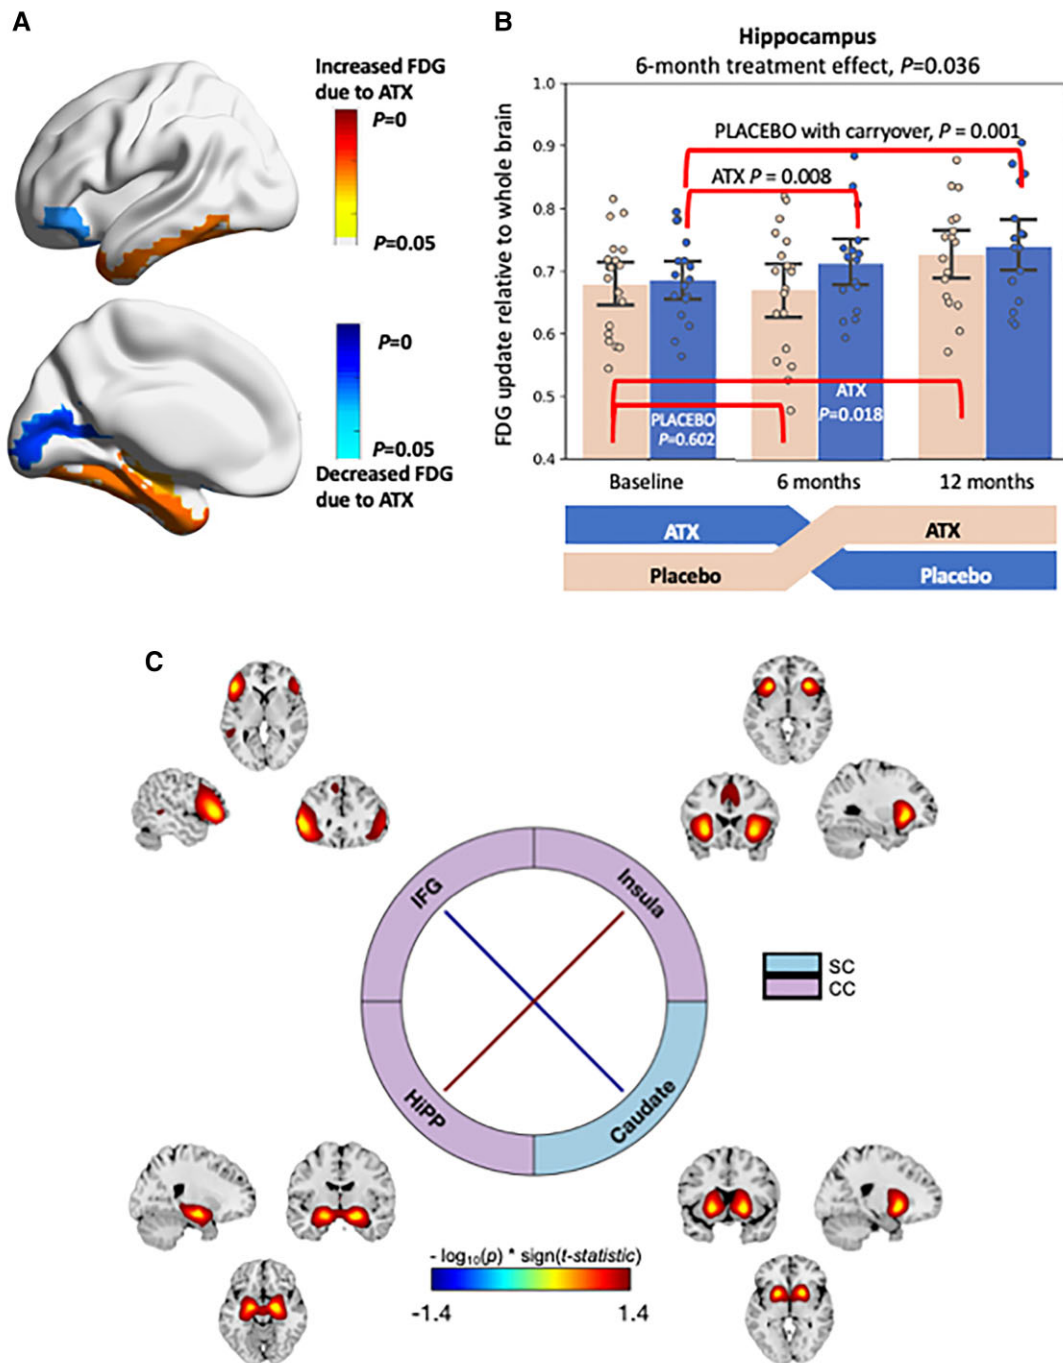 A
Increased FDG
due to ATX
P=0
P=0.05
P=0
P=0.05
Decreased FDG
due to ATX
B
Hippocampus
6-month treatment effect, P=0.036
FDG update relative to whole brain
1.0
0.9
0.8
0.7
0.6
0.5
0.4
PLACEBO with carryover, P = 0.001
ATX P = 0.008
PLACEBO
P=0.602
ATX
P=0.018
Baseline
6 months
12 months
ATX
ATX
Placebo
Placebo
C
IFG
Insula
HiPP
Caudate
SC
CC
- log10(p) * sign(t-statistic)
-1.4
1.4